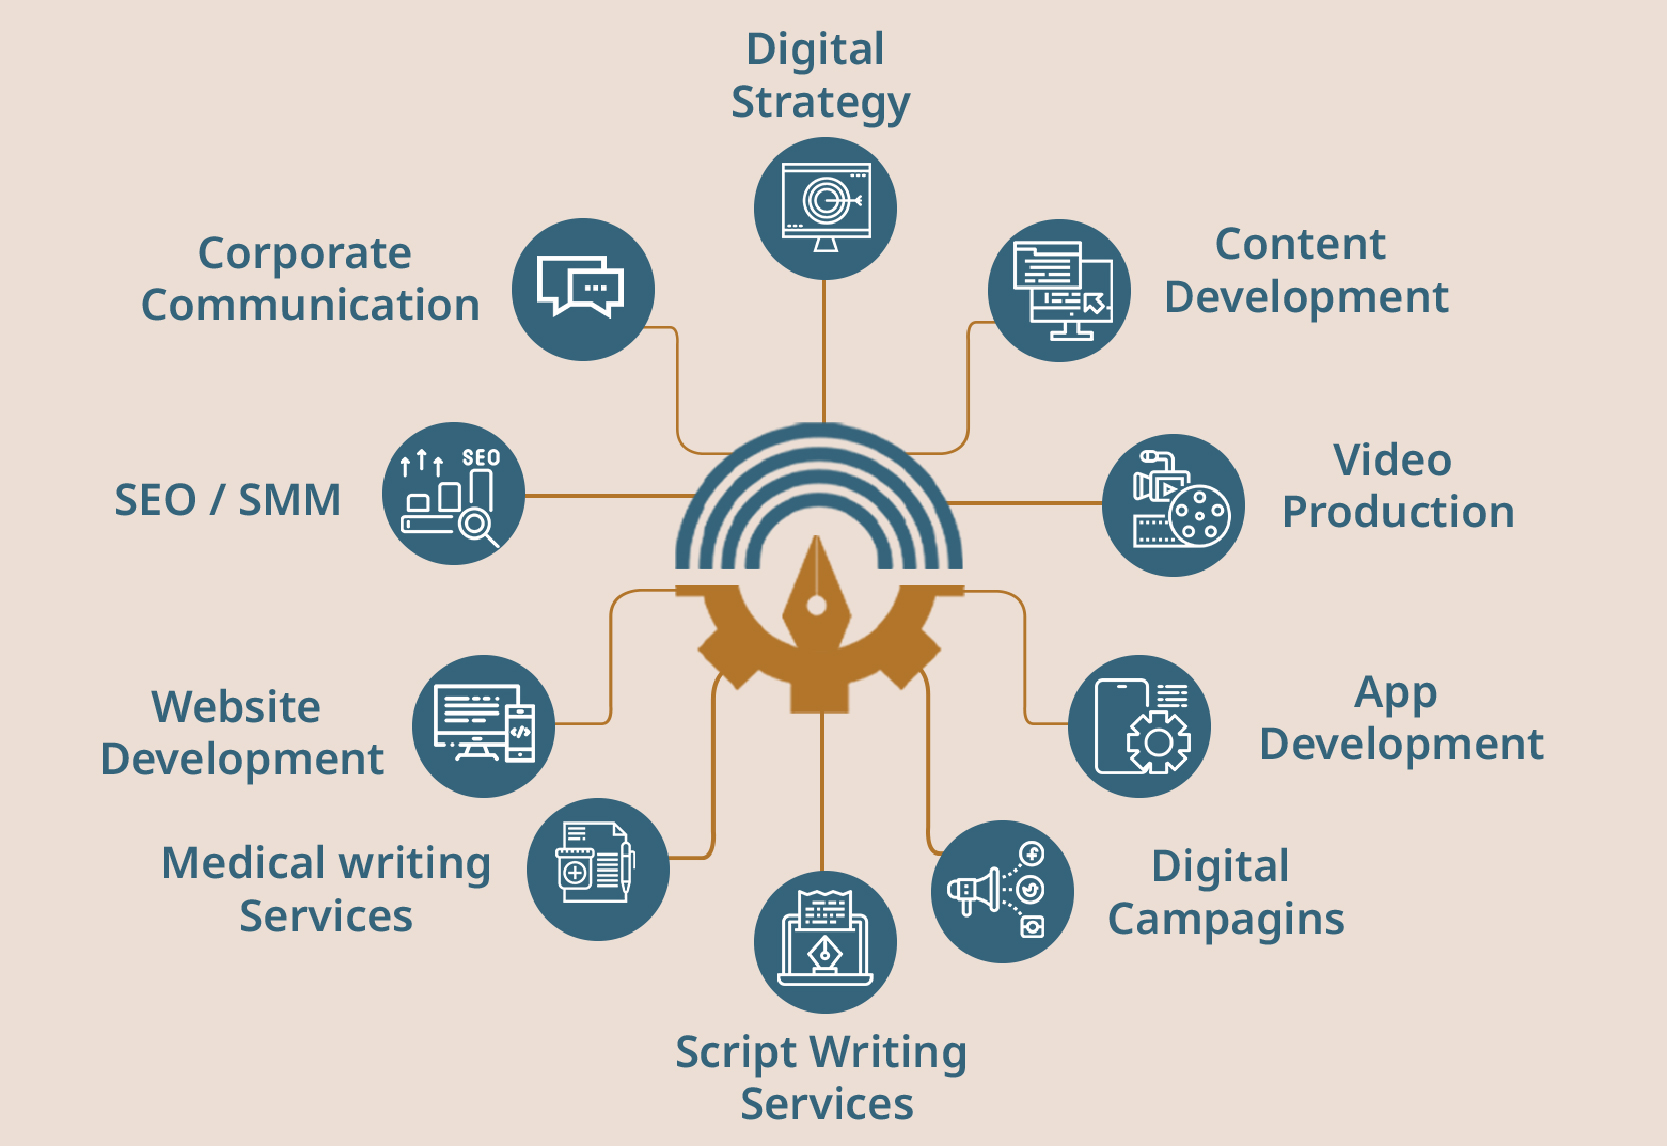 Digital
Strategy
Corporate
Communication
Content
Development
SEO
SEO / SMM
Video
Production
Website
Development
App
Development
Medical writing
Services
Digital
Campagins
Script Writing
Services